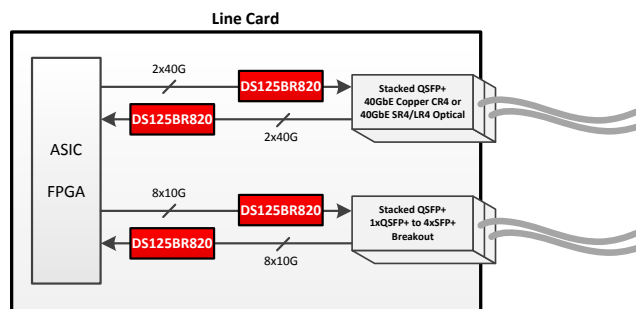 Line Card
2x40G
DS125BR820
DS125BR820
2x40G
Stacked QSFP+
40GbE Copper CR4 or
40GbE SR4/LR4 Optical
ASIC
FPGA
8x10G
DS125BR820
DS125BR820
8x10G
Stacked QSFP+
1xQSFP+ to 4xSFP+
Breakout